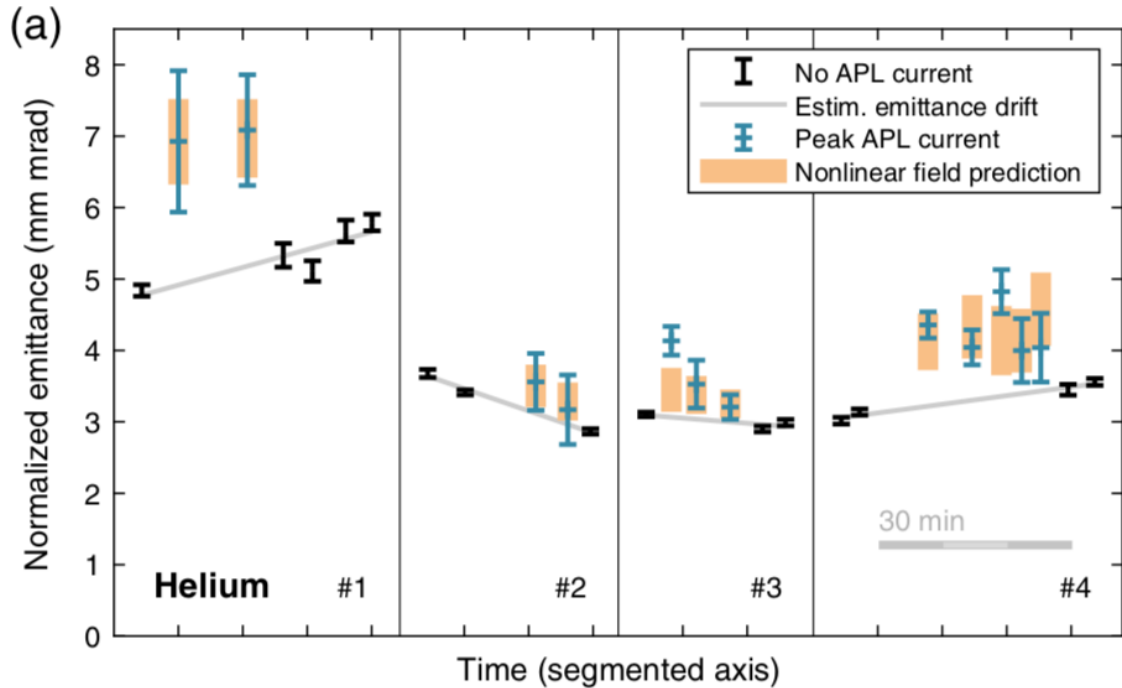 (a)
Normalized emittance (mm mrad)
8
7
6
5
4
3
2
1
0
No APL current
Estim. emittance drift
Peak APL current
Nonlinear field prediction
30 min
Helium #1
#2
#3
#4
Time (segmented axis)